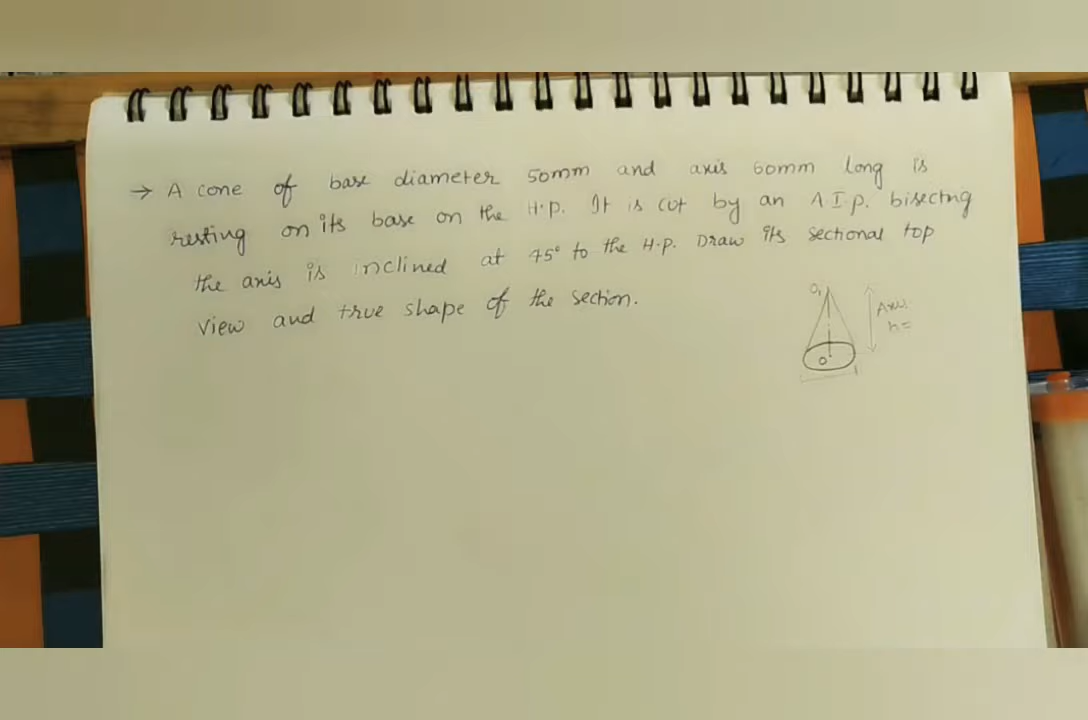 → A cone of base diameter 50mm and axis 60mm long is
resting on its base on the H.P. It is cut by an A.I.P. bisecting
the axis is inclined at 45° to the H.P. Draw its sectional top
view and true shape of the section.
O₁
h=
O